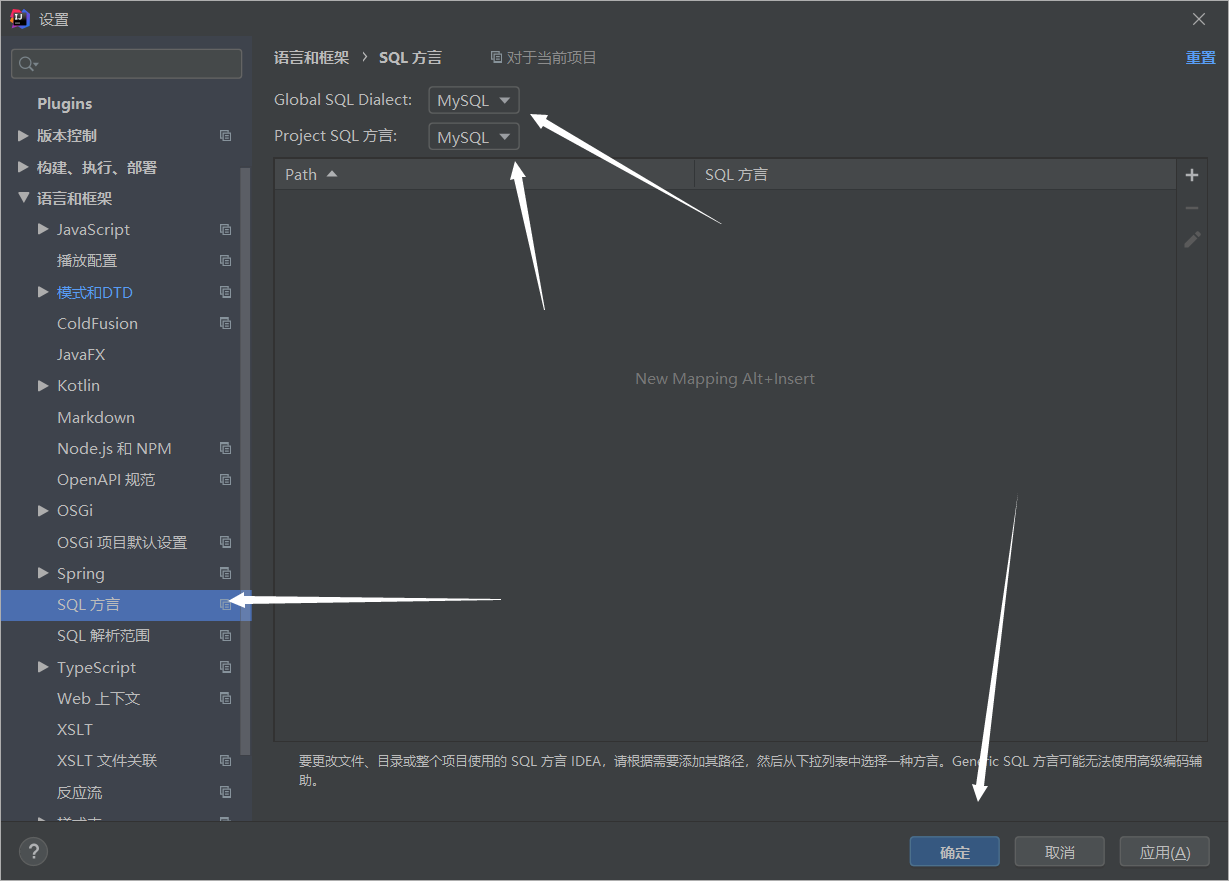 设置
Plugins
版本控制
构建、执行、部署
语言和框架
JavaScript
播放配置
模式和DTD
ColdFusion
JavaFX
Kotlin
Markdown
Node.js 和 NPM
OpenAPI 规范
OSGi
OSGi 项目默认设置
Spring
SQL 方言
SQL 解析范围
TypeScript
Web 上下文
XSLT
XSLT 文件关联
反应流
语言和框架 › SQL 方言 对于当前项目 重置
Global SQL Dialect: MySQL
Project SQL 方言: MySQL
Path SQL 方言
New Mapping Alt+Insert
要更改文件、目录或整个项目使用的 SQL 方言 IDEA，请根据需要添加其路径，然后从下拉列表中选择一种方言。Generic SQL 方言可能无法使用高级编码辅
助。
? 确定 取消 应用(A)